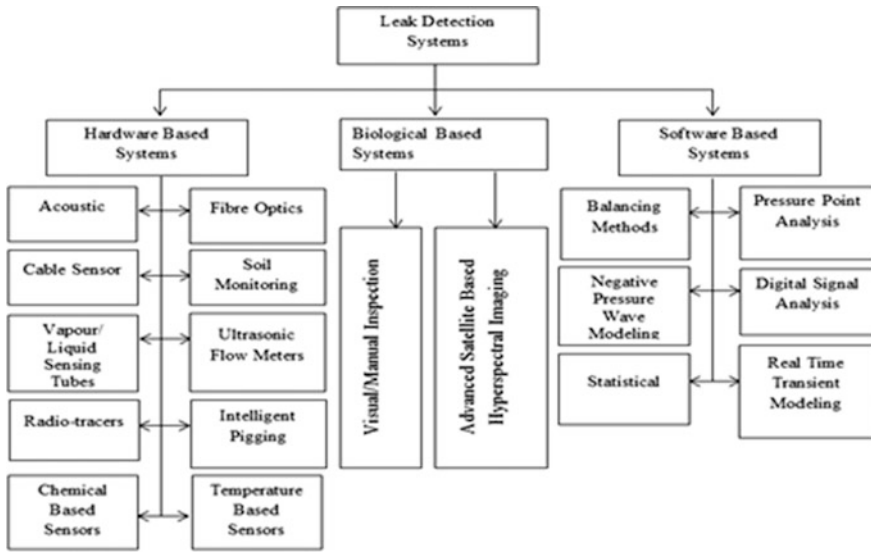 Leak Detection
Systems
Hardware Based
Systems
Biological Based
Systems
Software Based
Systems
Acoustic
Fibre Optics
Cable Sensor
Soil
Monitoring
Vapour/
Liquid
Sensing
Tubes
Ultrasonic
Flow Meters
Radio-tracers
Intelligent
Pigging
Chemical
Based
Sensors
Temperature
Based
Sensors
Visual/Manual Inspection
Advanced Satellite Based
Hyperspectral Imaging
Balancing
Methods
Pressure Point
Analysis
Negative
Pressure
Wave
Modeling
Digital Signal
Analysis
Statistical
Real Time
Transient
Modeling